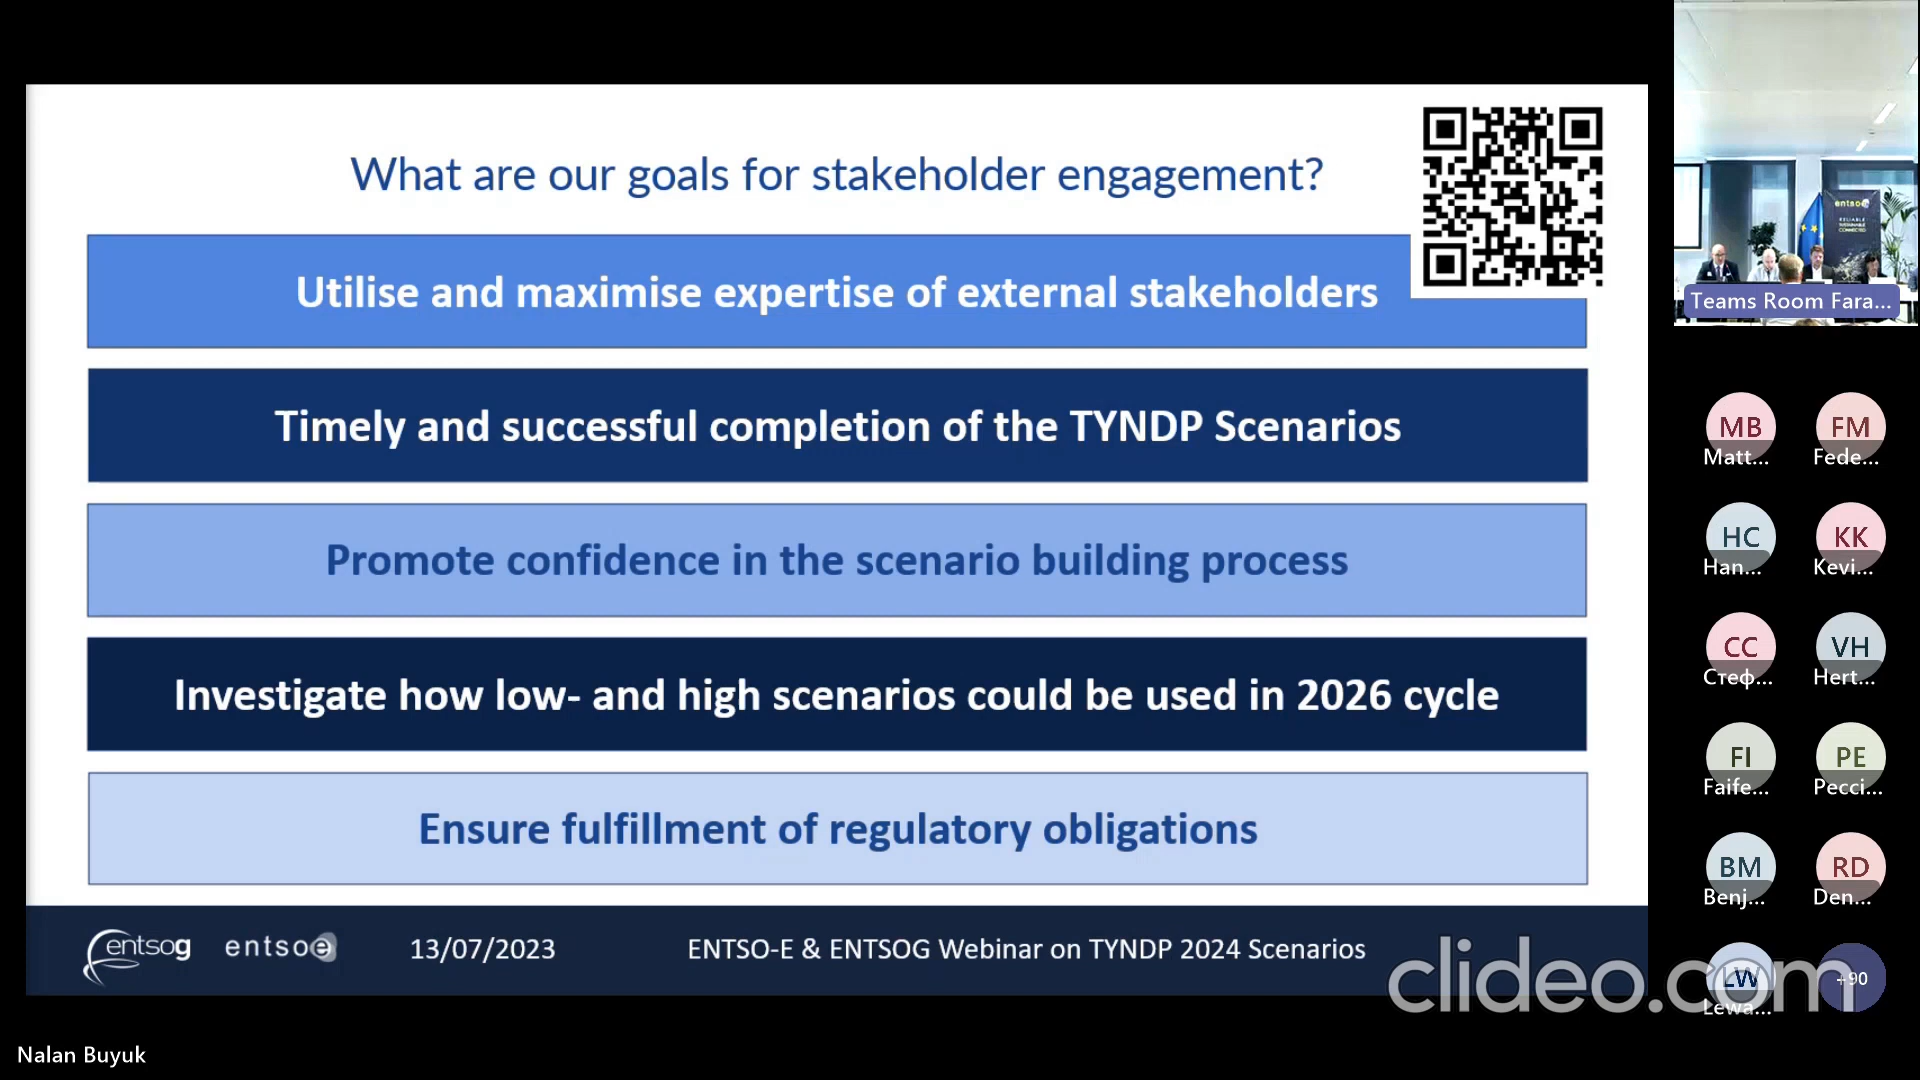 What are our goals for stakeholder engagement?
Utilise and maximise expertise of external stakeholders
Timely and successful completion of the TYNDP Scenarios
Promote confidence in the scenario building process
Investigate how low- and high scenarios could be used in 2026 cycle
Ensure fulfillment of regulatory obligations
entsog
entsoe
13/07/2023
ENTSO-E & ENTSOG Webinar on TYNDP 2024 Scenarios
clideo.com
Nalan Buyuk
entsoe
RELIABLE
SUSTAINABLE
CONNECTED
Teams Room Fara...
MB
Matt...
FM
Fede...
HC
Han...
KK
Kevi...
CC
Стеф...
VH
Hert...
FI
Faife...
PE
Pecci...
BM
Benj...
RD
Den...
LW
Lewa...
+90